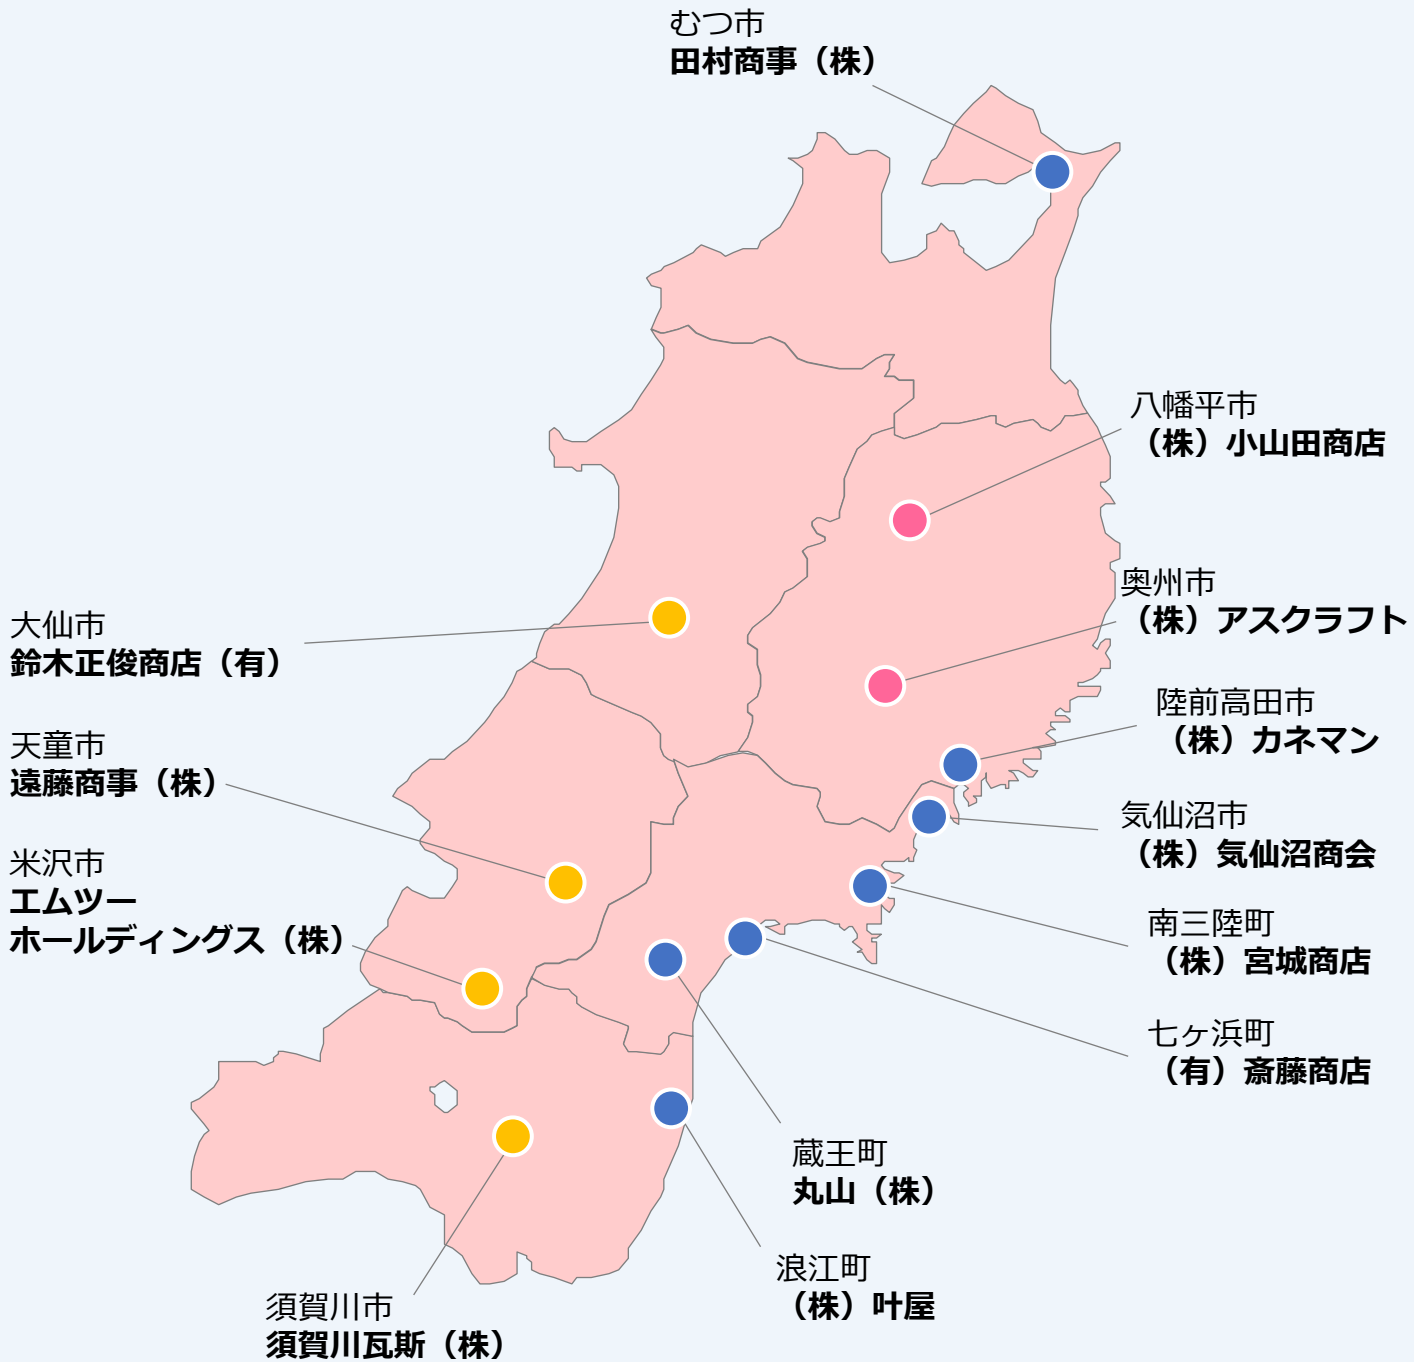 むつ市
田村商事（株）
八幡平市
（株）小山田商店
奥州市
（株）アスクラフト
大仙市
鈴木正俊商店（有）
陸前高田市
（株）カネマン
天童市
遠藤商事（株）
気仙沼市
（株）気仙沼商会
米沢市
エムツー
ホールディングス（株）
南三陸町
（株）宮城商店
七ヶ浜町
（有）斎藤商店
蔵王町
丸山（株）
浪江町
（株）叶屋
須賀川市
須賀川瓦斯（株）